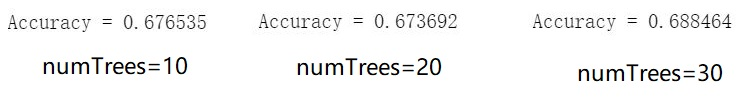 Accuracy = 0.676535 Accuracy = 0.673692 Accuracy = 0.688464
numTrees=10 numTrees=20 numTrees=30